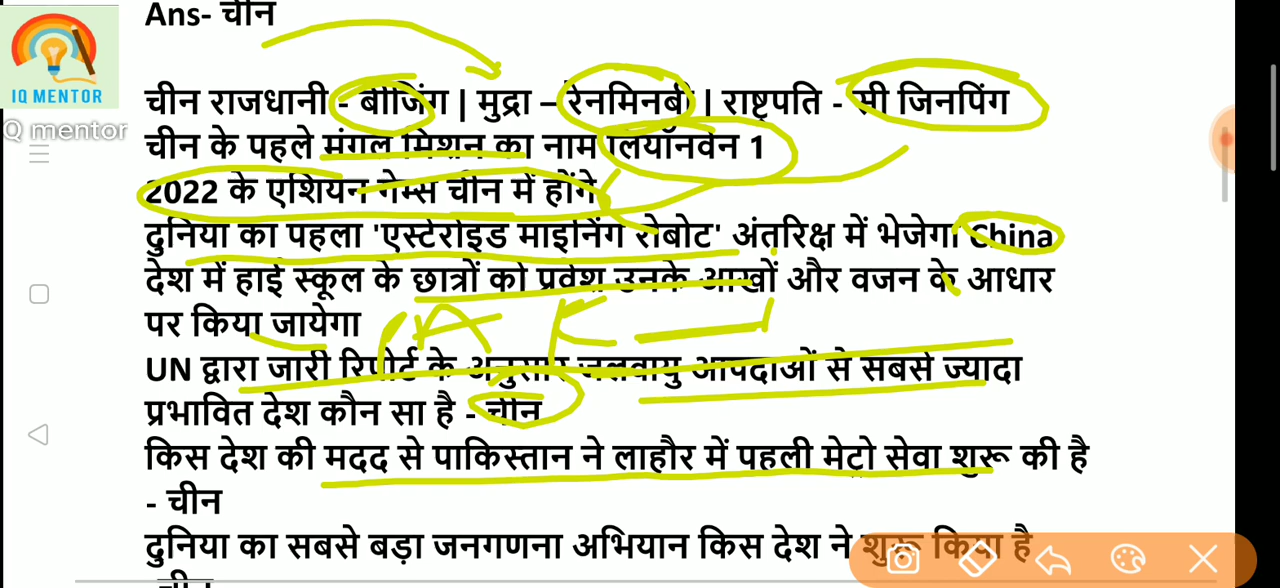 Ans- चीन
IQ MENTOR
Q mentor
चीन राजधानी - बीजिंग | मुद्रा – रेनमिनबी | राष्ट्रपति - सी जिनपिंग
चीन के पहले मंगल मिशन का नाम लियॉनवेन 1
2022 के एशियन गेम्स चीन में होंगे
दुनिया का पहला 'एस्टेरोइड माइनिंग रोबोट' अंतरिक्ष में भेजेगा China
देश में हाई स्कूल के छात्रों को प्रवेश उनके आखों और वजन के आधार
पर किया जायेगा
UN द्वारा जारी रिपोर्ट के अनुसार जलवायु आपदाओं से सबसे ज्यादा
प्रभावित देश कौन सा है - चीन
किस देश की मदद से पाकिस्तान ने लाहौर में पहली मेट्रो सेवा शुरू की है
- चीन
दुनिया का सबसे बड़ा जनगणना अभियान किस देश ने शुरू किया है
- चीन